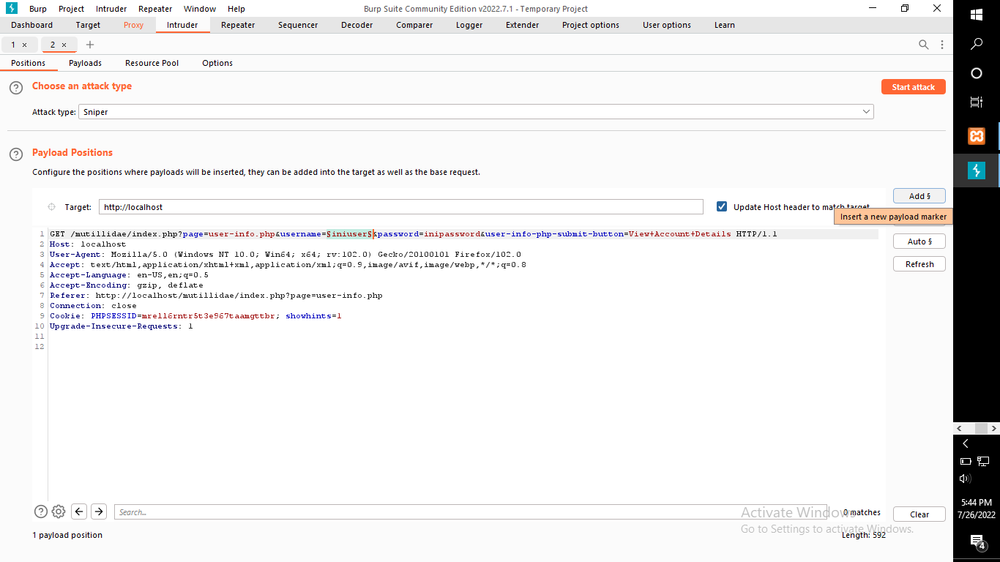 Burp Project Intruder Repeater Window Help Burp Suite Community Edition v2022.7.1 - Temporary Project
Dashboard Target Proxy Intruder Repeater Sequencer Decoder Comparer Logger Extender Project options User options Learn
1 × 2 × +
Positions Payloads Resource Pool Options
? Choose an attack type Start attack
Attack type: Sniper
? Payload Positions
Configure the positions where payloads will be inserted, they can be added into the target as well as the base request.
Add §
Target: http://localhost Update Host header to match target
Insert a new payload marker
1 GET /mutillidae/index.php?page=user-info.php&username=§iniuser§&password=inipassword&user-info-php-submit-button=View+Account+Details HTTP/1.1
2 Host: localhost
Auto §
3 User-Agent: Mozilla/5.0 (Windows NT 10.0; Win64; x64; rv:102.0) Gecko/20100101 Firefox/102.0
4 Accept: text/html,application/xhtml+xml,application/xml;q=0.9,image/avif,image/webp,*/*;q=0.8
Refresh
5 Accept-Language: en-US,en;q=0.5
6 Accept-Encoding: gzip, deflate
7 Referer: http://localhost/mutillidae/index.php?page=user-info.php
8 Connection: close
9 Cookie: PHPSESSID=mrell6rntr5t3e967taamgttbr; showhints=1
10 Upgrade-Insecure-Requests: 1
11
12
? Search... 0 matches Clear
Activate Windows
Go to Settings to activate Windows.
1 payload position Length: 592
5:44 PM
7/26/2022
4